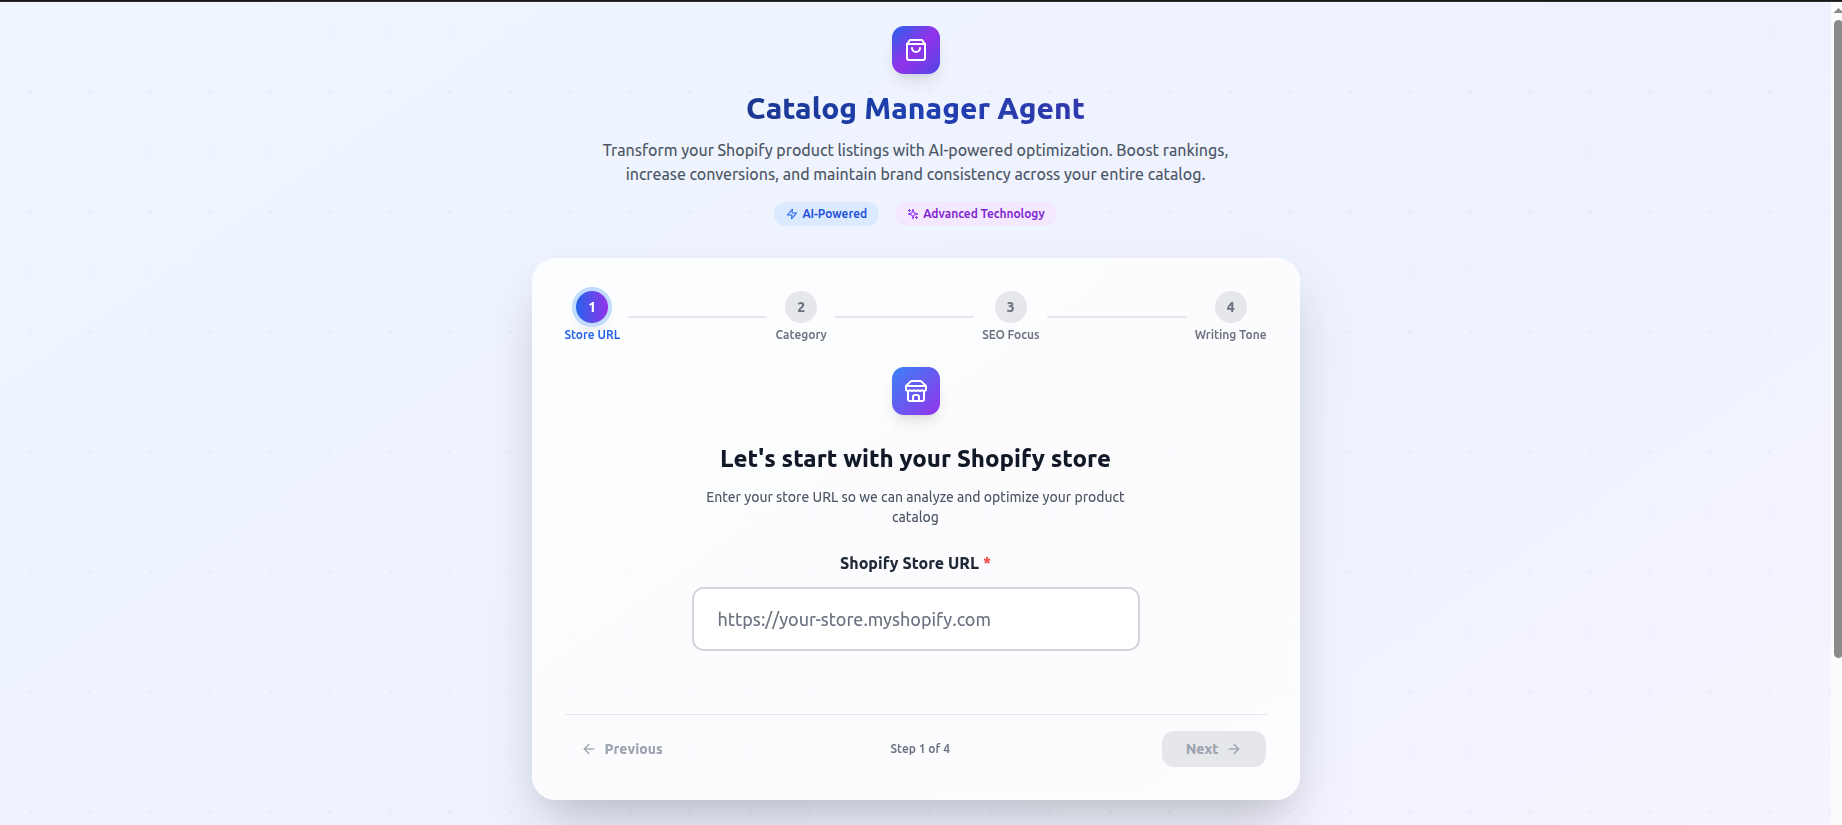 Catalog Manager Agent
Transform your Shopify product listings with AI-powered optimization. Boost rankings,
increase conversions, and maintain brand consistency across your entire catalog.
AI-Powered
Advanced Technology
1
2
3
4
Store URL
Category
SEO Focus
Writing Tone
Let's start with your Shopify store
Enter your store URL so we can analyze and optimize your product
catalog
Shopify Store URL *
https://your-store.myshopify.com
Previous
Step 1 of 4
Next